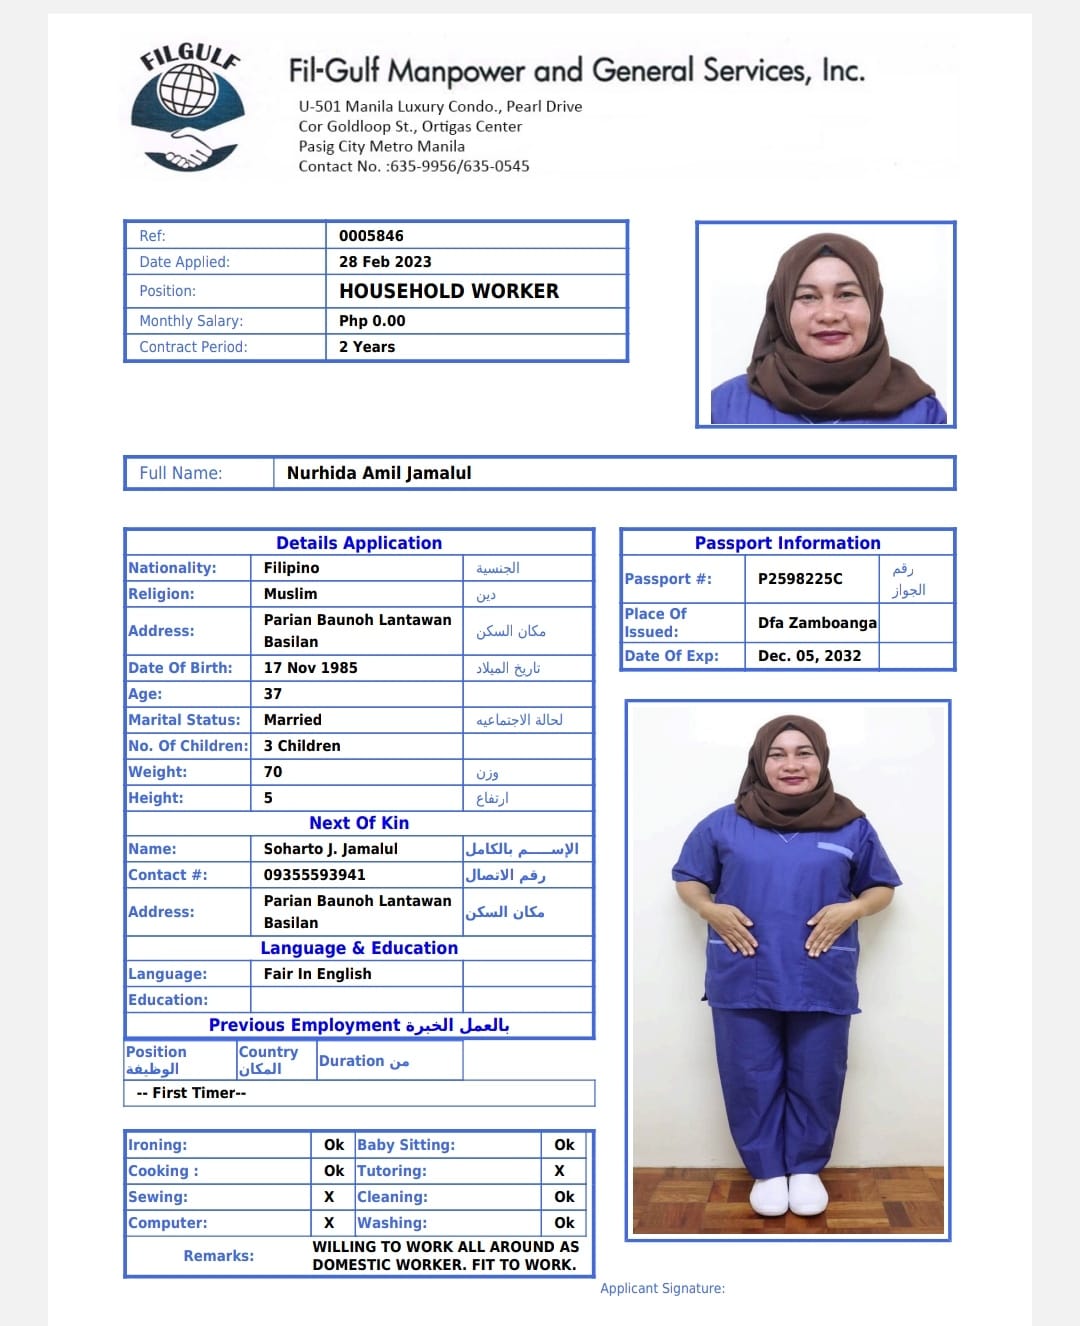 FILGULF
Fil-Gulf Manpower and General Services, Inc.
U-501 Manila Luxury Condo., Pearl Drive
Cor Goldloop St., Ortigas Center
Pasig City Metro Manila
Contact No. :635-9956/635-0545
Ref: 0005846
Date Applied: 28 Feb 2023
Position: HOUSEHOLD WORKER
Monthly Salary: Php 0.00
Contract Period: 2 Years
Full Name: Nurhida Amil Jamalul
Details Application
Nationality: Filipino الجنسية
Religion: Muslim دين
Address: Parian Baunoh Lantawan Basilan مكان السكن
Date Of Birth: 17 Nov 1985 تاريخ الميلاد
Age: 37
Marital Status: Married لحالة الاجتماعيه
No. Of Children: 3 Children
Weight: 70 وزن
Height: 5 ارتفاع
Next Of Kin
Name: Soharto J. Jamalul الإســـم بالكامل
Contact #: 09355593941 رقم الاتصال
Address: Parian Baunoh Lantawan Basilan مكان السكن
Language & Education
Language: Fair In English
Education:
Previous Employment بالعمل الخبرة
Position الوظيفة Country المكان Duration من
-- First Timer--
Passport Information
Passport #: P2598225C رقم الجواز
Place Of Issued: Dfa Zamboanga
Date Of Exp: Dec. 05, 2032
Ironing: Ok Baby Sitting: Ok
Cooking : Ok Tutoring: X
Sewing: X Cleaning: Ok
Computer: X Washing: Ok
Remarks: WILLING TO WORK ALL AROUND AS DOMESTIC WORKER. FIT TO WORK.
Applicant Signature: